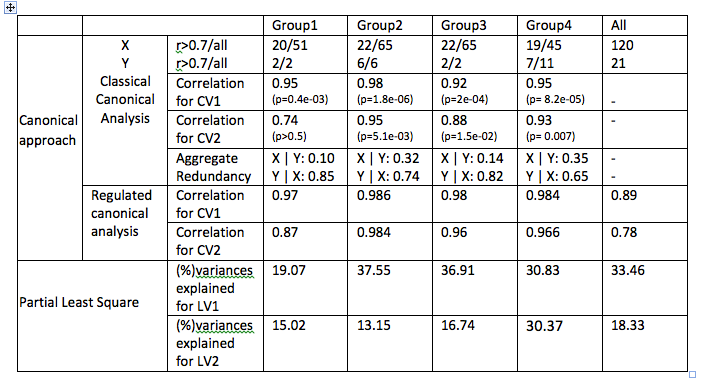 Group1 Group2 Group3 Group4 All
X r>0.7/all 20/51 22/65 22/65 19/45 120
Y r>0.7/all 2/2 6/6 2/2 7/11 21
Classical Correlation 0.95 0.98 0.92 0.95
Canonical for CV1 (p=0.4e-03) (p=1.8e-06) (p=2e-04) (p= 8.2e-05) -
Canonical Analysis Correlation 0.74 0.95 0.88 0.93 -
approach for CV2 (p>0.5) (p=5.1e-03) (p=1.5e-02) (p= 0.007)
Aggregate X | Y: 0.10 X | Y: 0.32 X | Y: 0.14 X | Y: 0.35 -
Redundancy Y | X: 0.85 Y | X: 0.74 Y | X: 0.82 Y | X: 0.65 -
Regulated Correlation 0.97 0.986 0.98 0.984 0.89
canonical for CV1
analysis Correlation 0.87 0.984 0.96 0.966 0.78
for CV2
(%)variances 19.07 37.55 36.91 30.83 33.46
explained
Partial Least Square for LV1
(%)variances 15.02 13.15 16.74 30.37 18.33
explained
for LV2